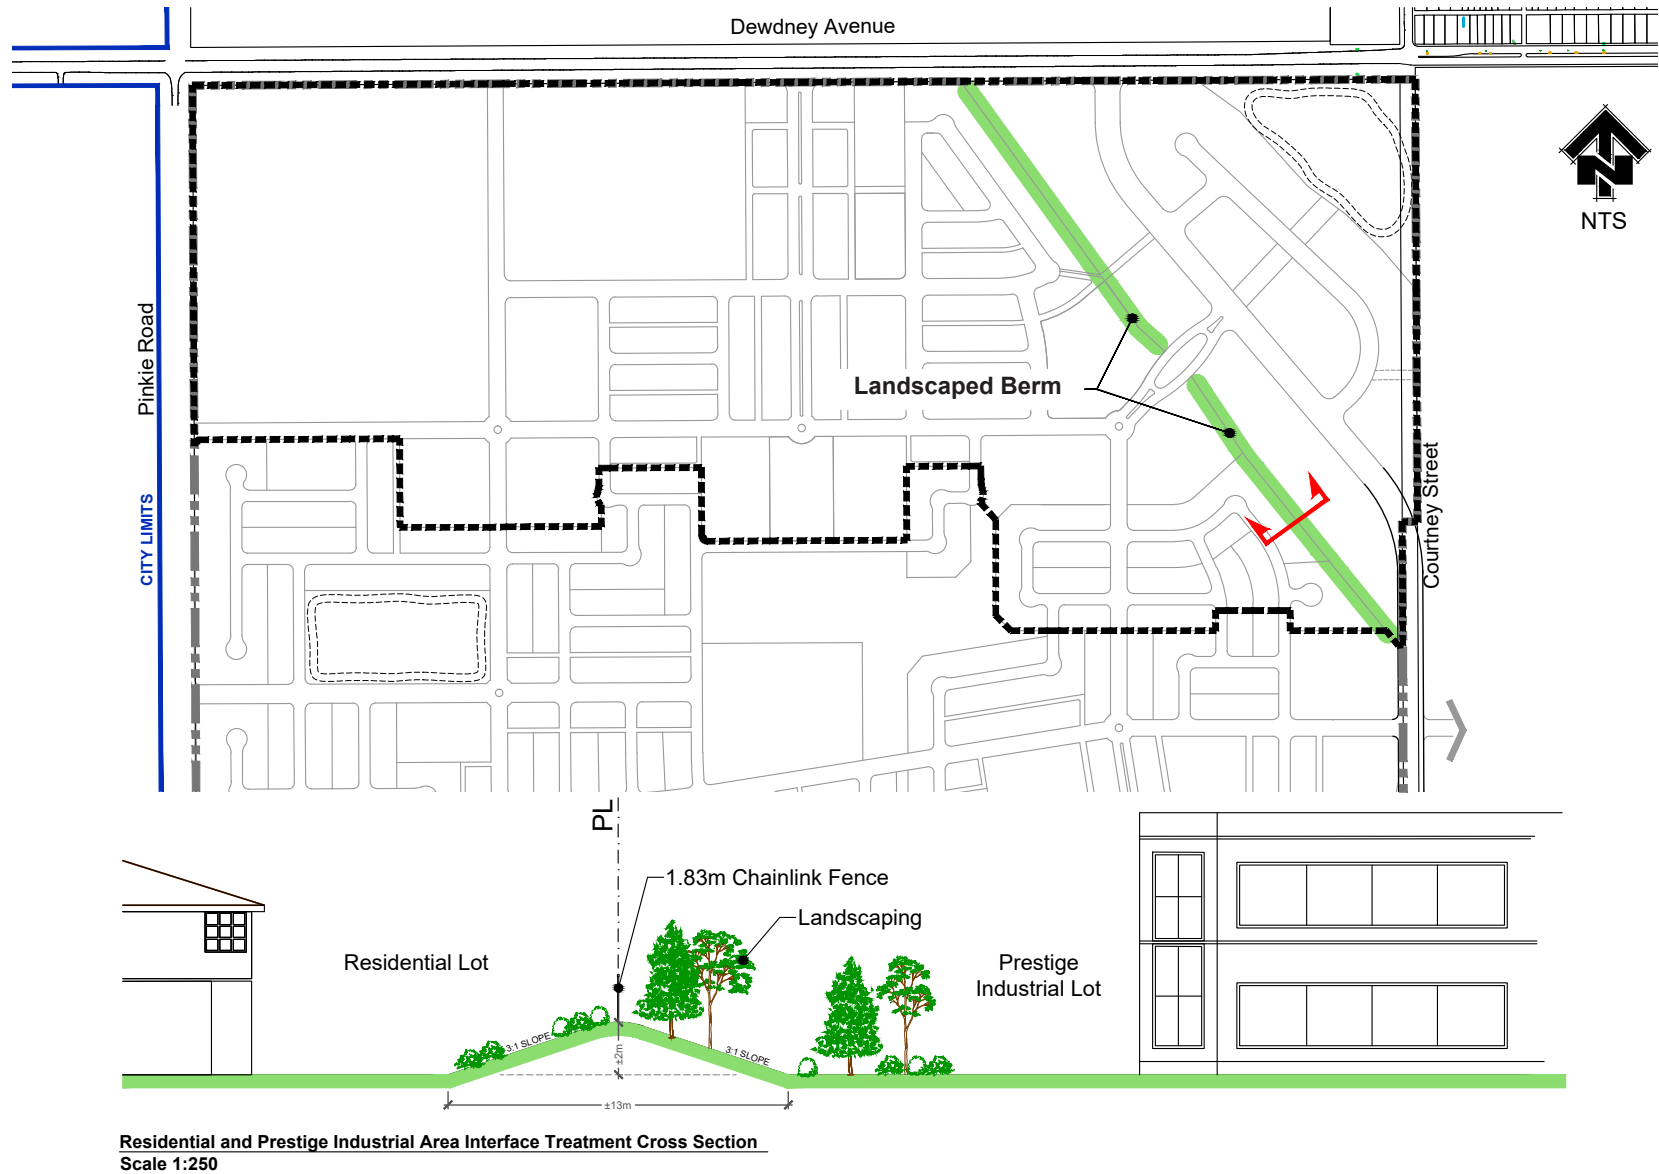 Dewdney Avenue
NTS
Pinkie Road
CITY LIMITS
Landscaped Berm
Courtney Street
PL
1.83m Chainlink Fence
Landscaping
Residential Lot
Prestige
Industrial Lot
3:1 SLOPE
±2m
3:1 SLOPE
±13m
Residential and Prestige Industrial Area Interface Treatment Cross Section
Scale 1:250